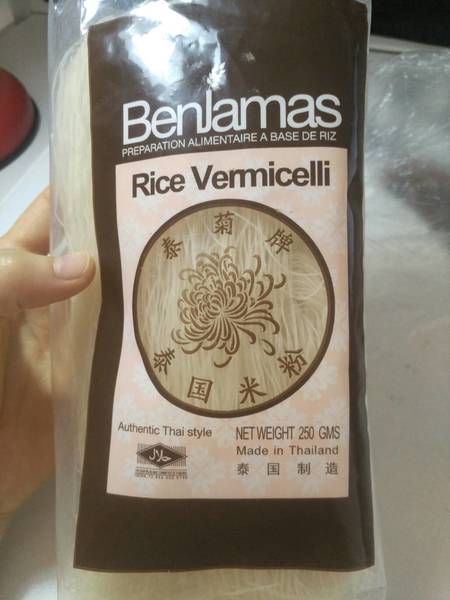 BenJamas
PREPARATION ALIMENTAIRE A BASE DE RIZ
Rice Vermicelli
泰菊牌
泰国米粉
Authentic Thai style
NET WEIGHT 250 GMS
Made in Thailand
حلال
泰国制造